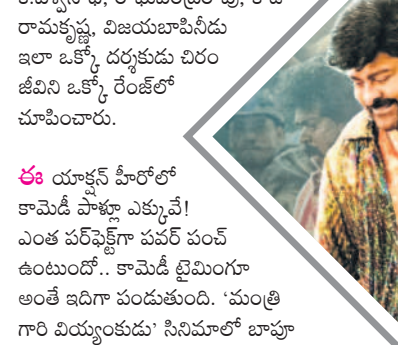 రామకృష్ణ, విజయబాపినీడు
ఇలా ఒక్కో దర్శకుడు చిరం
జీవిని ఒక్కో రేంజ్‌లో
చూపించారు.
ఈ యాక్షన్ హీరోలో
కామెడీ పాళ్లూ ఎక్కువే!
ఎంత పర్‌ఫెక్ట్‌గా పవర్ పంచ్
ఉంటుందో.. కామెడీ టైమింగూ
అంతే ఇదిగా పండుతుంది. ‘మంత్రి
గారి వియ్యంకుడు’ సినిమాలో బాపూ